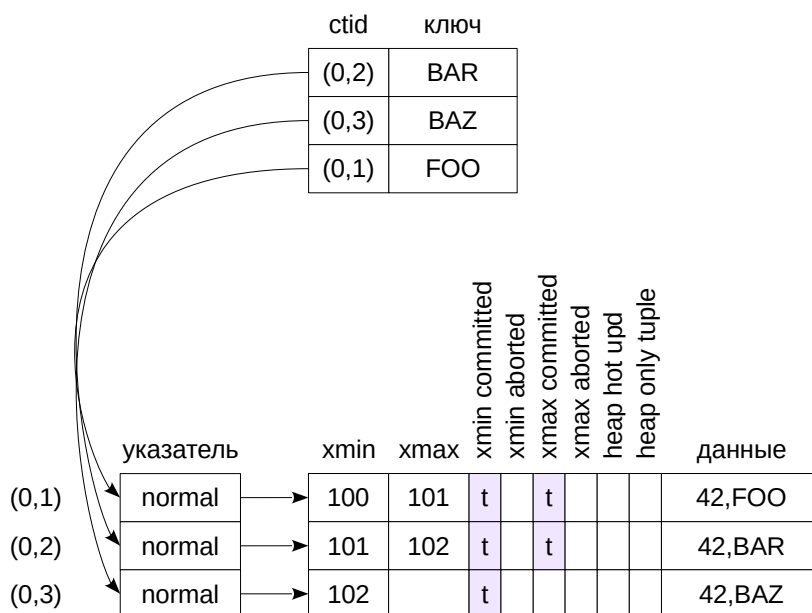 ctid ключ
(0,2) BAR
(0,3) BAZ
(0,1) FOO
xmin committed
xmin aborted
xmax committed
xmax aborted
heap hot upd
heap only tuple
указатель xmin xmax данные
(0,1) normal 100 101 t t 42,FOO
(0,2) normal 101 102 t t 42,BAR
(0,3) normal 102 t 42,BAZ